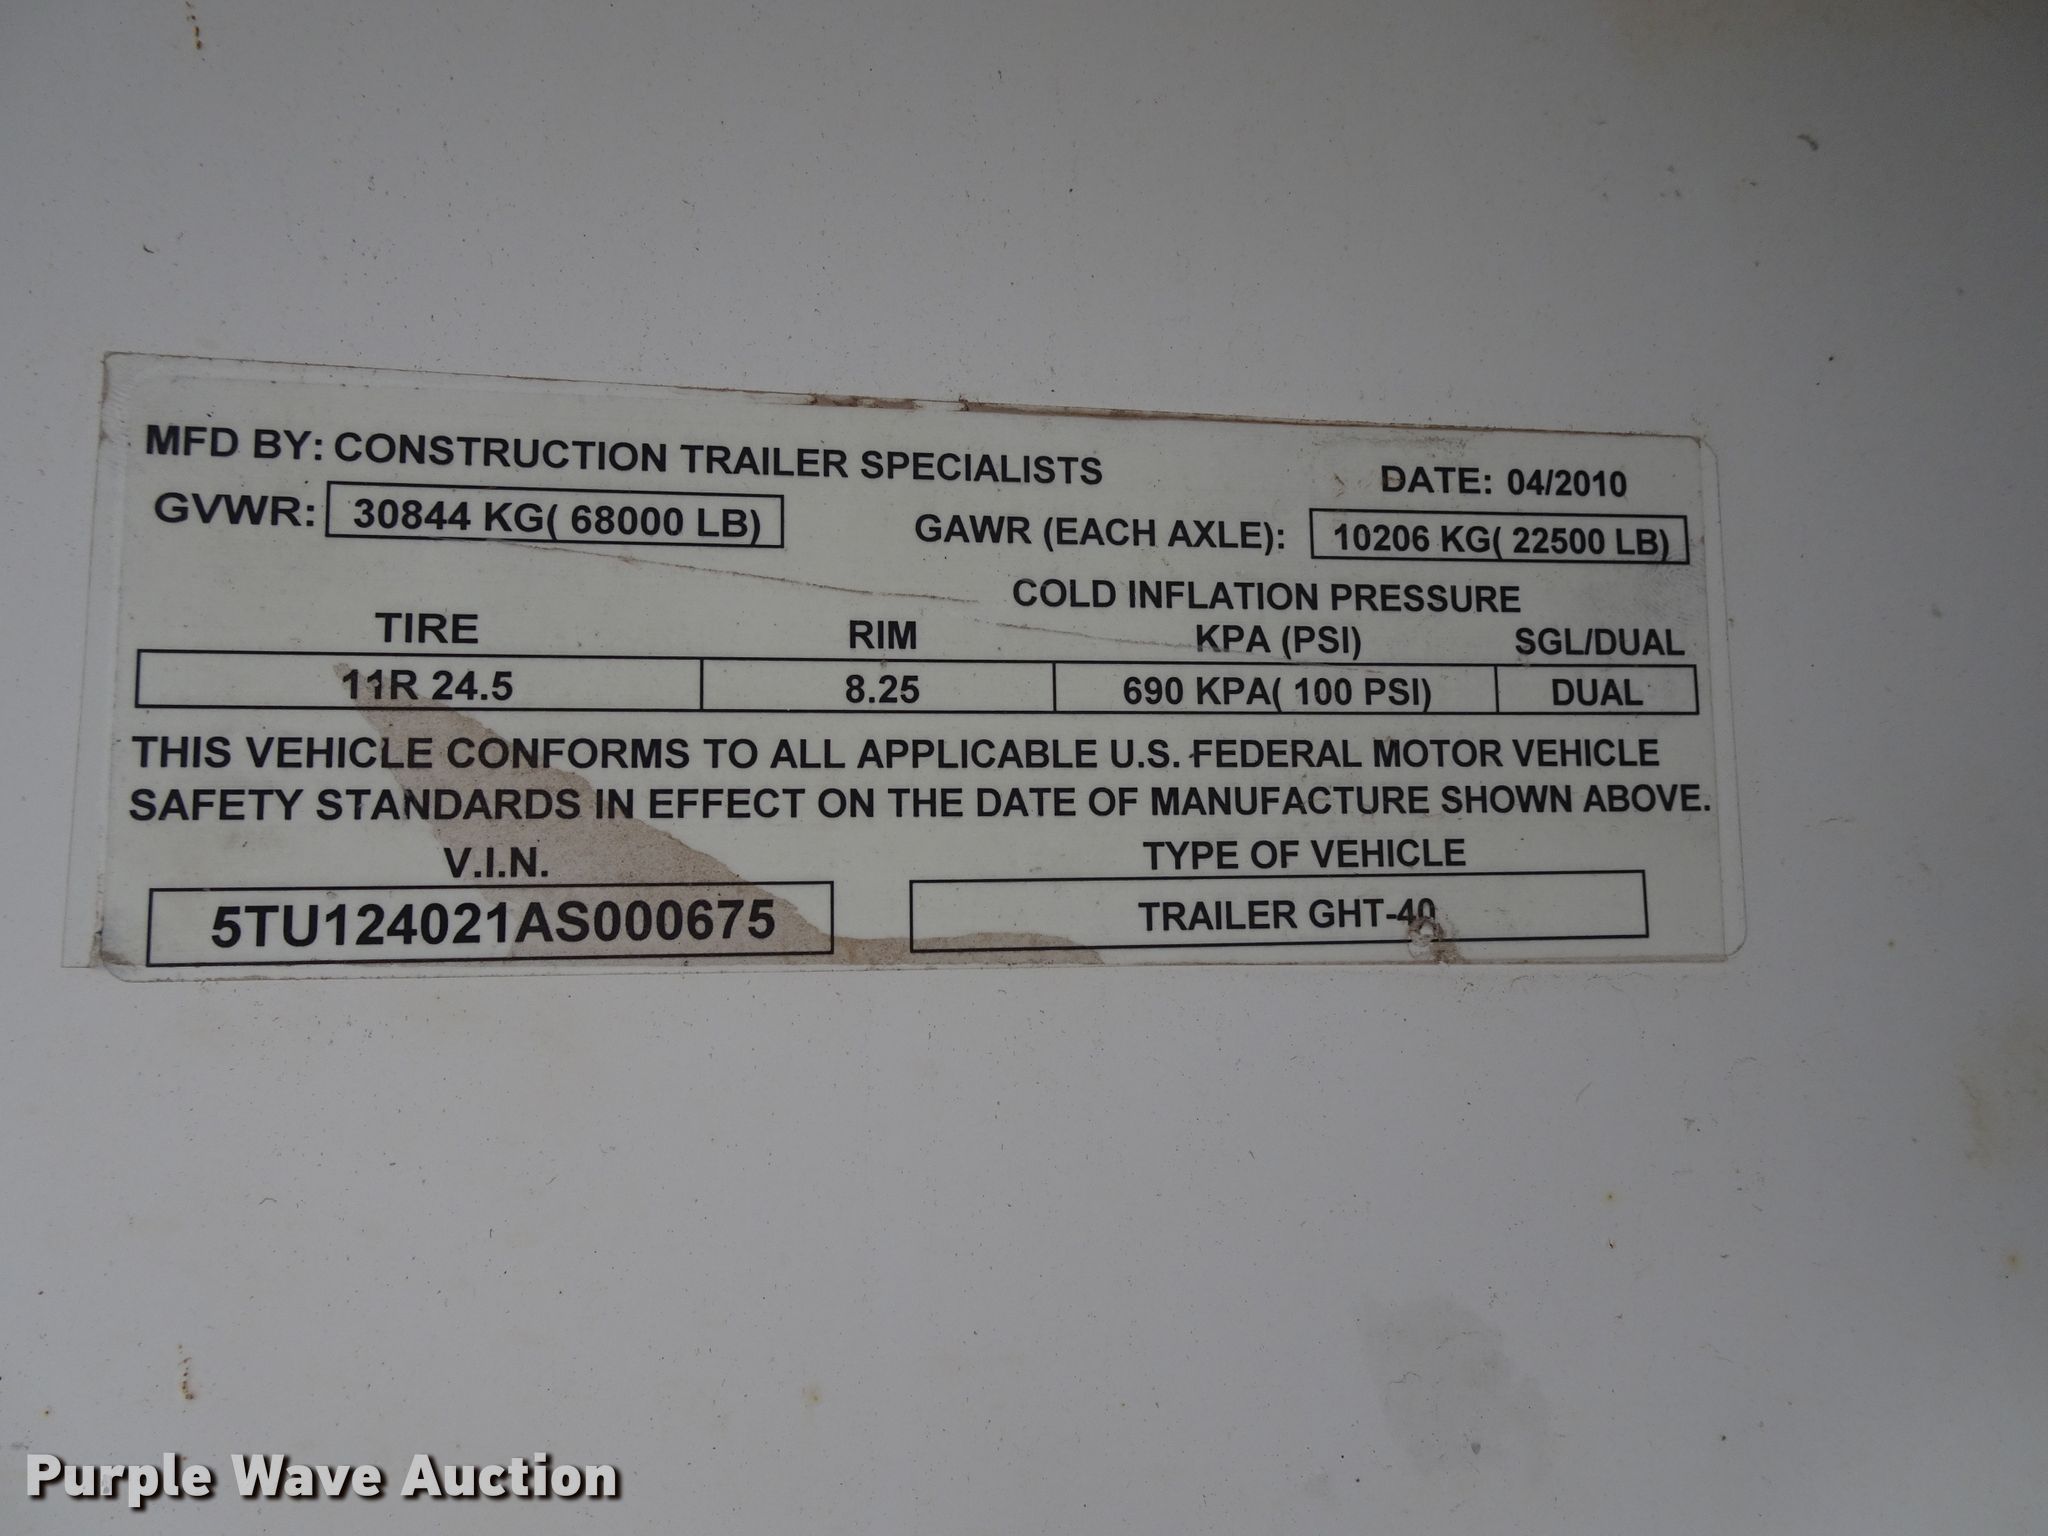 MFD BY: CONSTRUCTION TRAILER SPECIALISTS DATE: 04/2010
GVWR: 30844 KG( 68000 LB) GAWR (EACH AXLE): 10206 KG( 22500 LB)
COLD INFLATION PRESSURE
TIRE RIM KPA (PSI) SGL/DUAL
11R 24.5 8.25 690 KPA( 100 PSI) DUAL
THIS VEHICLE CONFORMS TO ALL APPLICABLE U.S. FEDERAL MOTOR VEHICLE
SAFETY STANDARDS IN EFFECT ON THE DATE OF MANUFACTURE SHOWN ABOVE.
V.I.N. TYPE OF VEHICLE
5TU124021AS000675 TRAILER GHT-40
Purple Wave Auction